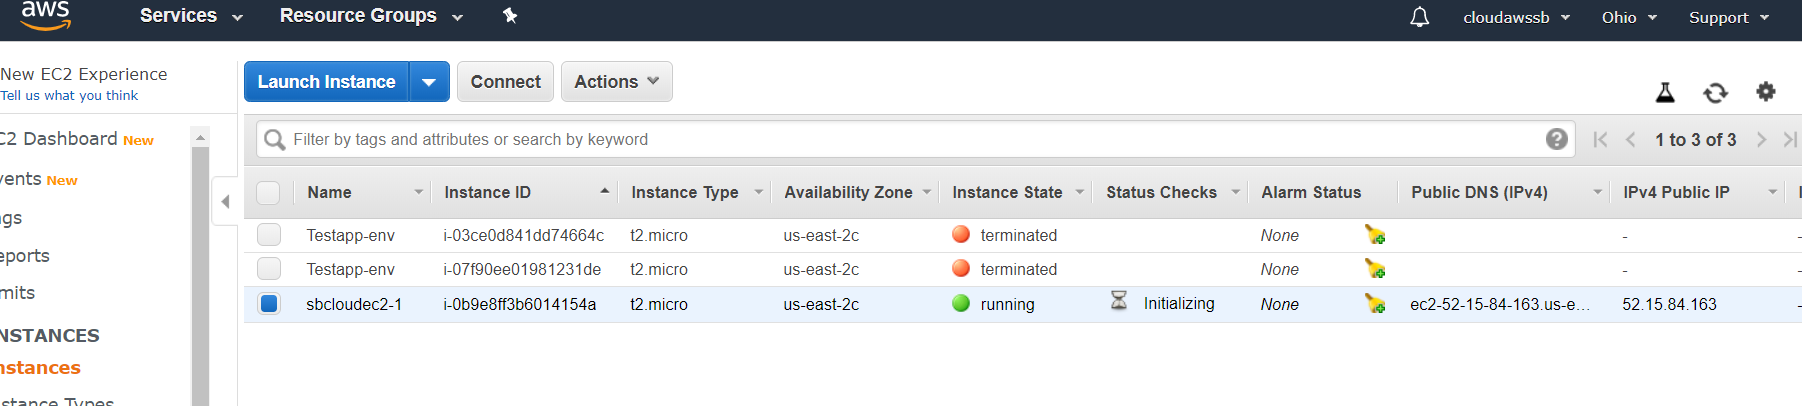 aws
Services
Resource Groups
cloudawssb
Ohio
Support
New EC2 Experience
Tell us what you think
C2 Dashboard New
vents New
gs
eports
mits
NSTANCES
nstances
stance Types
Launch Instance
Connect
Actions
Filter by tags and attributes or search by keyword
?
1 to 3 of 3
Name Instance ID Instance Type Availability Zone Instance State Status Checks Alarm Status Public DNS (IPv4) IPv4 Public IP I
Testapp-env i-03ce0d841dd74664c t2.micro us-east-2c terminated None -  -
Testapp-env i-07f90ee01981231de t2.micro us-east-2c terminated None - -
sbcloudec2-1 i-0b9e8ff3b6014154a t2.micro us-east-2c running Initializing None ec2-52-15-84-163.us-e... 52.15.84.163 -